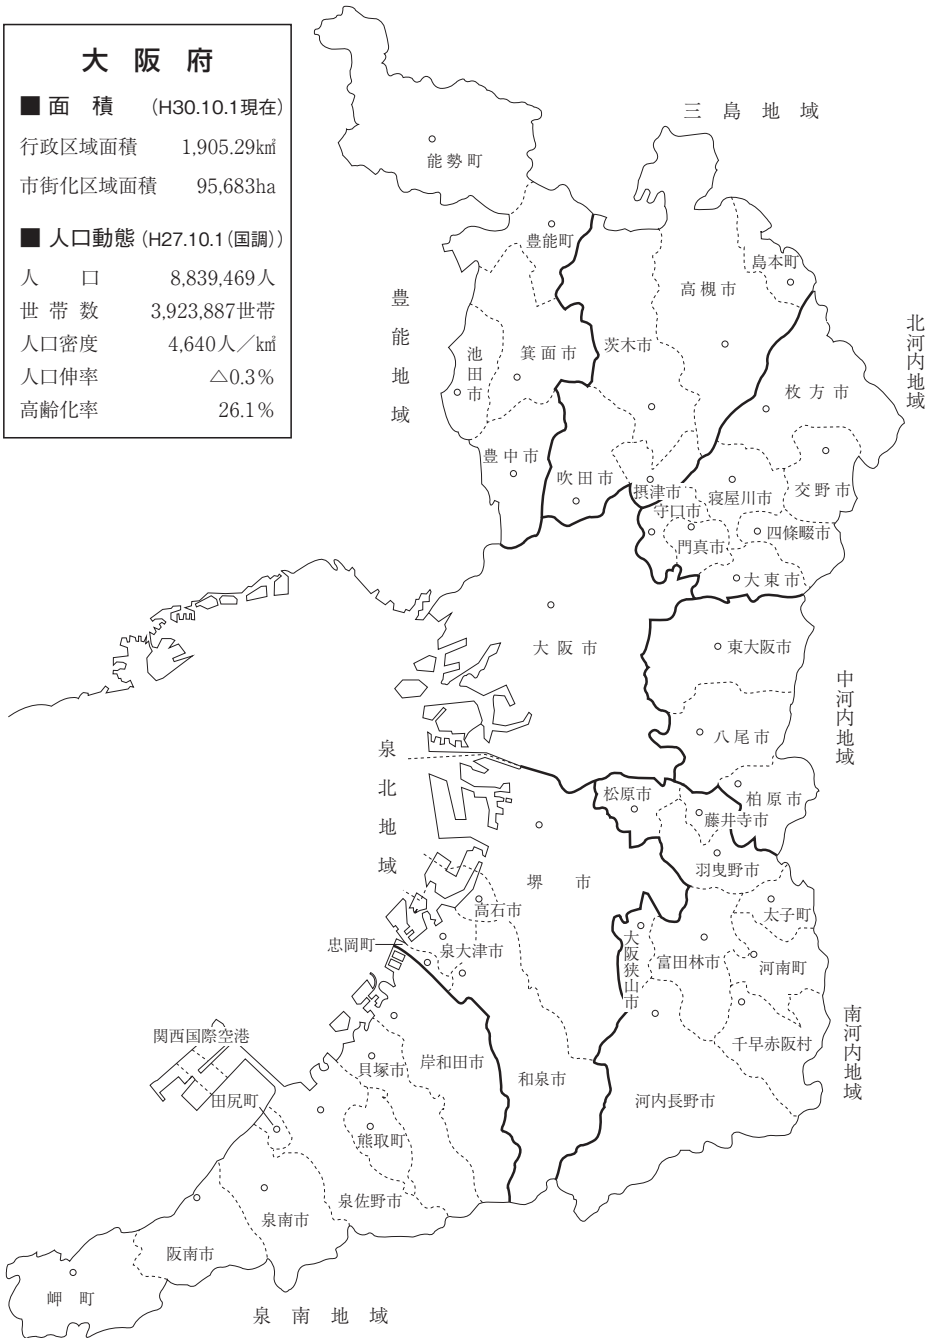 大阪府
■ 面 積 (H30.10.1現在)
行政区域面積 1,905.29㎢
市街化区域面積 95,683ha
■ 人口動態 (H27.10.1(国調))
人 口 8,839,469人
世 帯 数 3,923,887世帯
人口密度 4,640人／㎢
人口伸率 △0.3%
高齢化率 26.1%
三島地域
能勢町
豊能町
島本町
高槻市
豊能地域
北河内地域
茨木市
箕面市
池田市
枚方市
豊中市
吹田市
摂津市
寝屋川市
交野市
守口市
門真市
四條畷市
大東市
大阪市
東大阪市
中河内地域
八尾市
泉北地域
松原市
柏原市
藤井寺市
羽曳野市
堺市
高石市
太子町
忠岡町
泉大津市
大阪狭山市
富田林市
河南町
南河内地域
関西国際空港
千早赤阪村
貝塚市
岸和田市
和泉市
河内長野市
田尻町
熊取町
泉佐野市
泉南市
阪南市
岬町
泉南地域